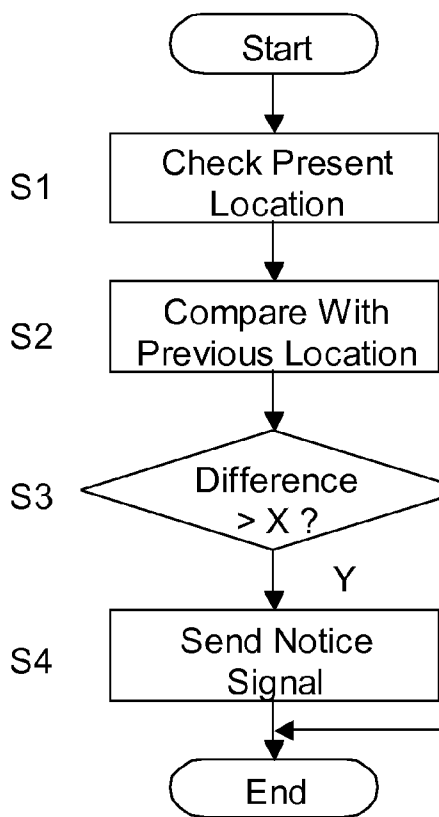 Start
S1
Check Present
Location
S2
Compare With
Previous Location
S3
Difference
> X ?
Y
S4
Send Notice
Signal
End